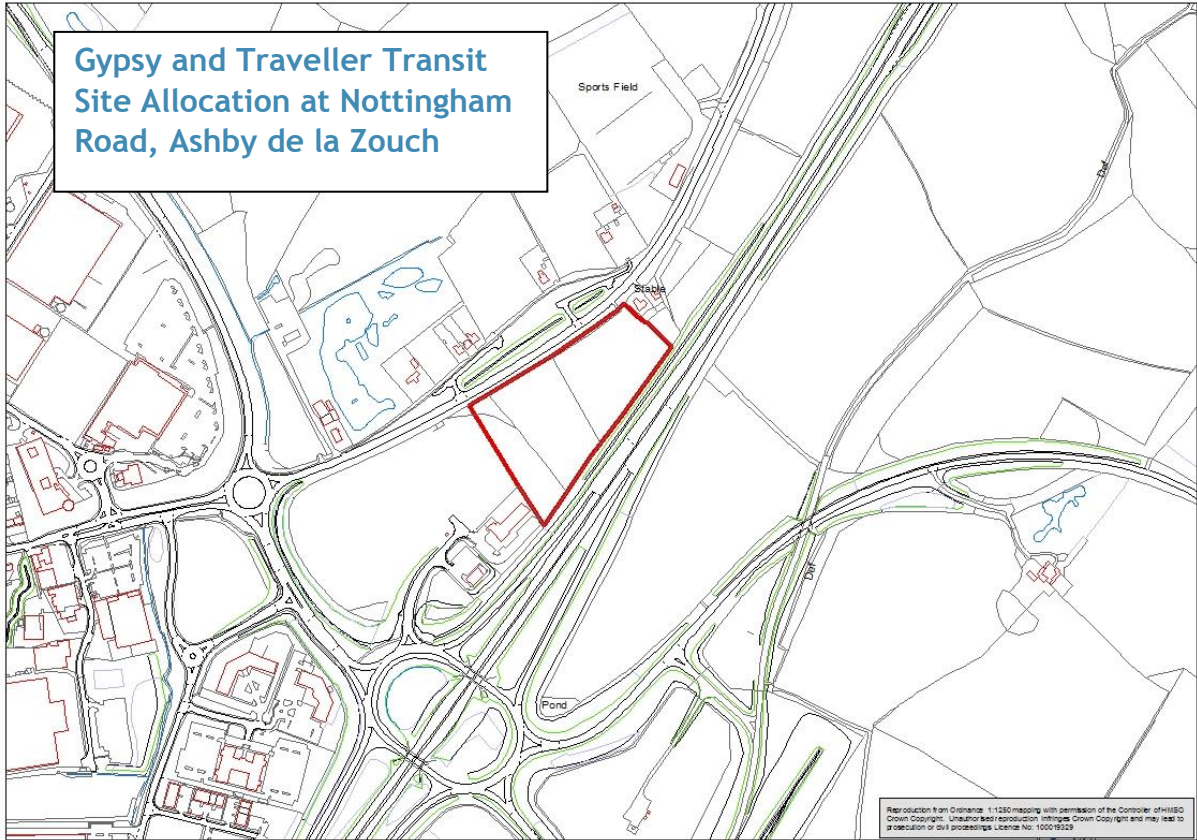 Gypsy and Traveller Transit
Site Allocation at Nottingham
Road, Ashby de la Zouch
Sports Field
Def
Stable
Def
Pond
Reproduction from Ordnance 1:1250 mapping with permission of the Controller of HMSO
Crown Copyright. Unauthorised reproduction infringes Crown Copyright and may lead to
prosecution or civil proceedings Licence No: 100019329